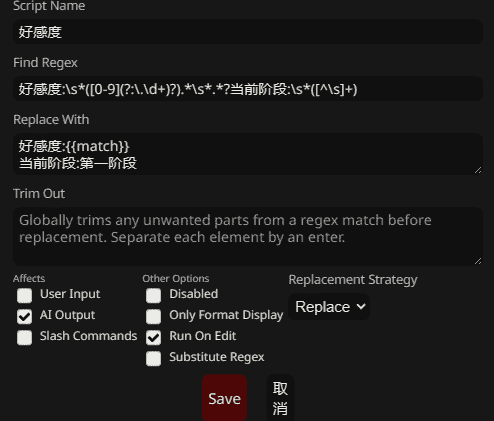 Script Name
好感度
Find Regex
好感度:\s*([0-9](?:\.\d+)?).*\s*.*?当前阶段:\s*([^\s]+)
Replace With
好感度:{{match}}
当前阶段:第一阶段
Trim Out
Globally trims any unwanted parts from a regex match before
replacement. Separate each element by an enter.
Affects
Other Options
Replacement Strategy
User Input
Disabled
Replace
AI Output
Only Format Display
Slash Commands
Run On Edit
Substitute Regex
Save
取
消